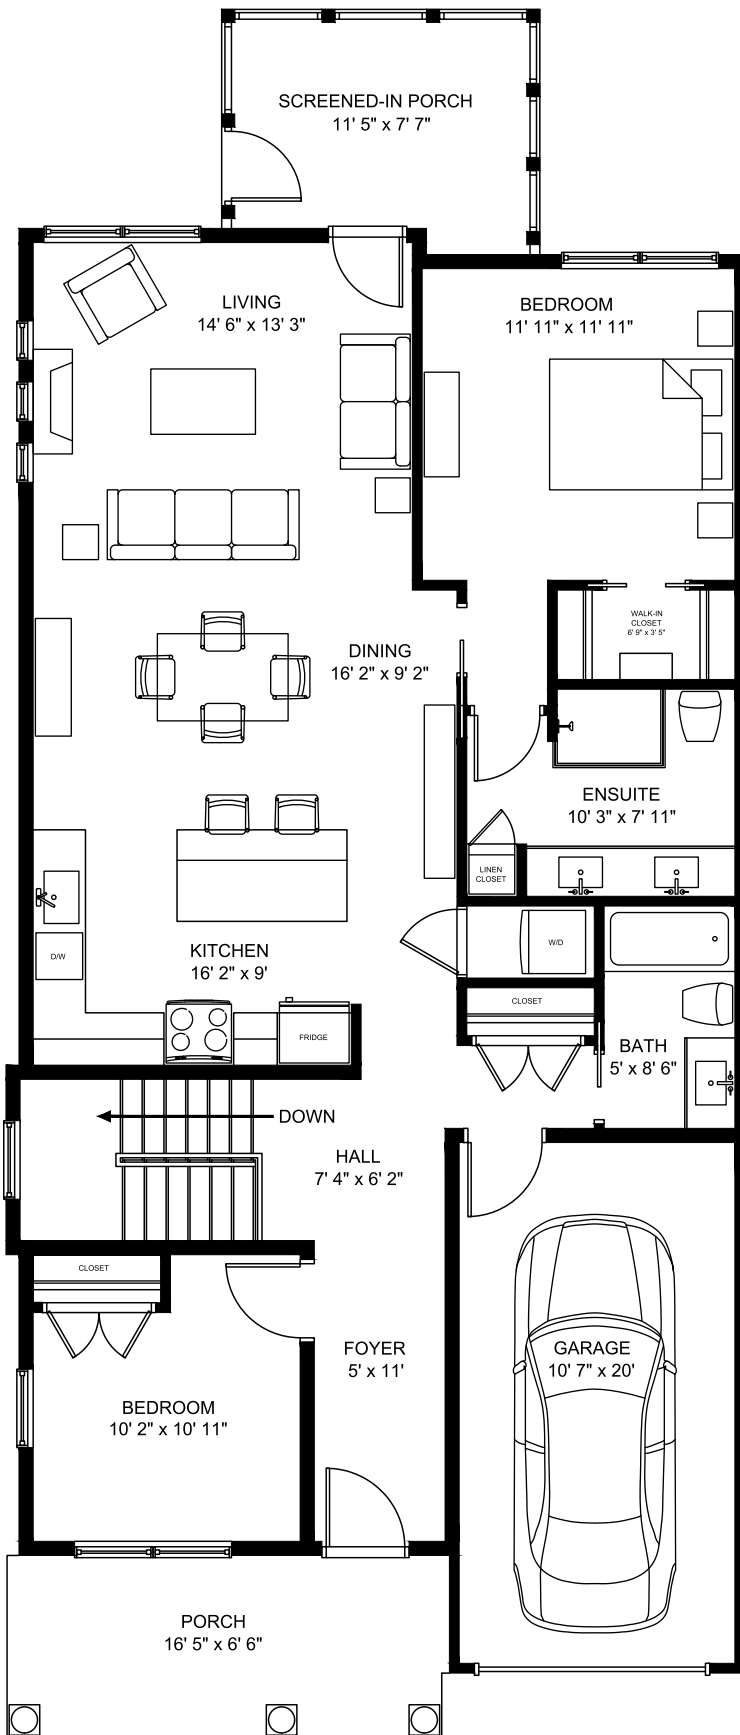 SCREENED-IN PORCH
11' 5" x 7' 7"
LIVING
14' 6" x 13' 3"
BEDROOM
11' 11" x 11' 11"
WALK-IN
CLOSET
6' 9" x 3' 5"
DINING
16' 2" x 9' 2"
ENSUITE
10' 3" x 7' 11"
LINEN
CLOSET
KITCHEN
16' 2" x 9'
D/W
W/D
FRIDGE
CLOSET
BATH
5' x 8' 6"
DOWN
HALL
7' 4" x 6' 2"
CLOSET
FOYER
5' x 11'
GARAGE
10' 7" x 20'
BEDROOM
10' 2" x 10' 11"
PORCH
16' 5" x 6' 6"